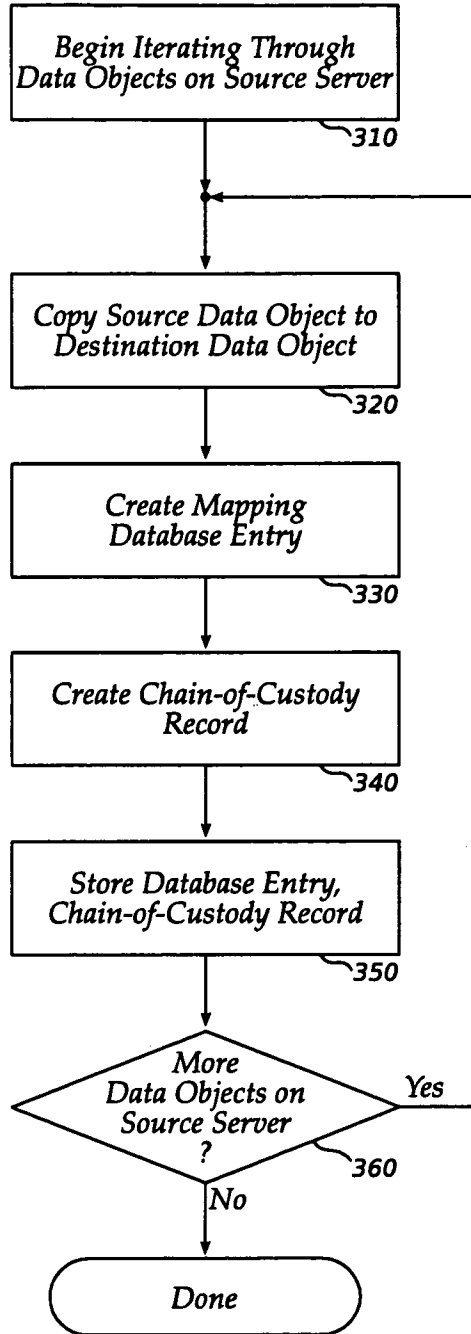 Begin Iterating Through
Data Objects on Source Server
310
Copy Source Data Object to
Destination Data Object
320
Create Mapping
Database Entry
330
Create Chain-of-Custody
Record
340
Store Database Entry,
Chain-of-Custody Record
350
More
Data Objects on
Source Server
?
Yes
360
No
Done